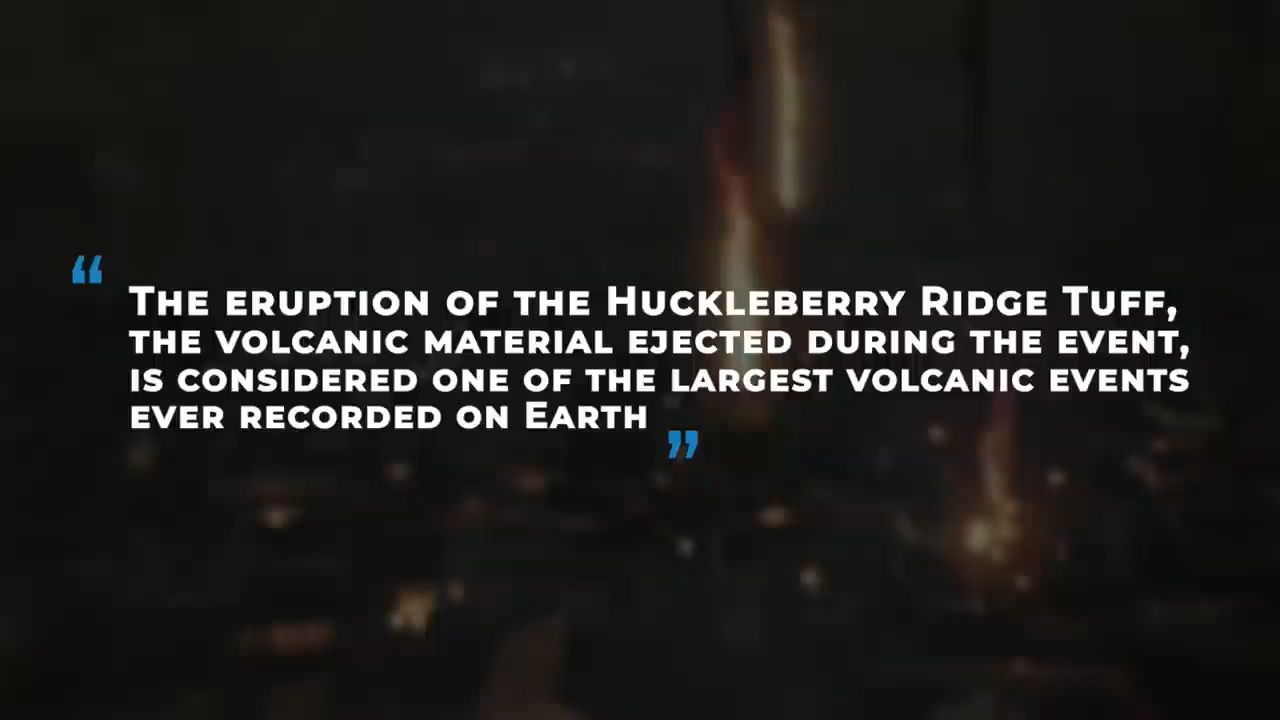 “ The eruption of the Huckleberry Ridge Tuff,
the volcanic material ejected during the event,
is considered one of the largest volcanic events
ever recorded on Earth ”